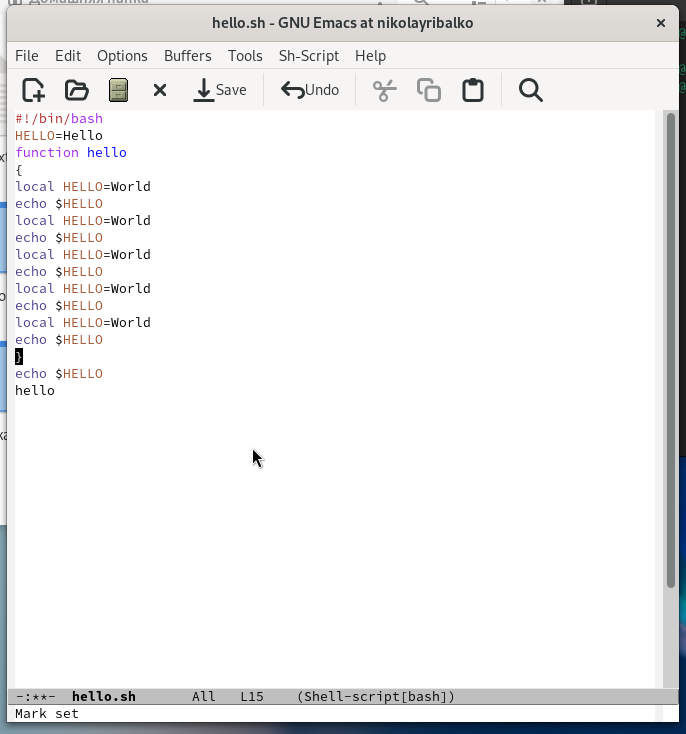 Домашняя папка
hello.sh - GNU Emacs at nikolayribalko
File Edit Options Buffers Tools Sh-Script Help
Save Undo
#!/bin/bash
HELLO=Hello
function hello
{
local HELLO=World
echo $HELLO
local HELLO=World
echo $HELLO
local HELLO=World
echo $HELLO
local HELLO=World
echo $HELLO
local HELLO=World
echo $HELLO
}
echo $HELLO
hello
-:**- hello.sh All L15 (Shell-script[bash])
Mark set